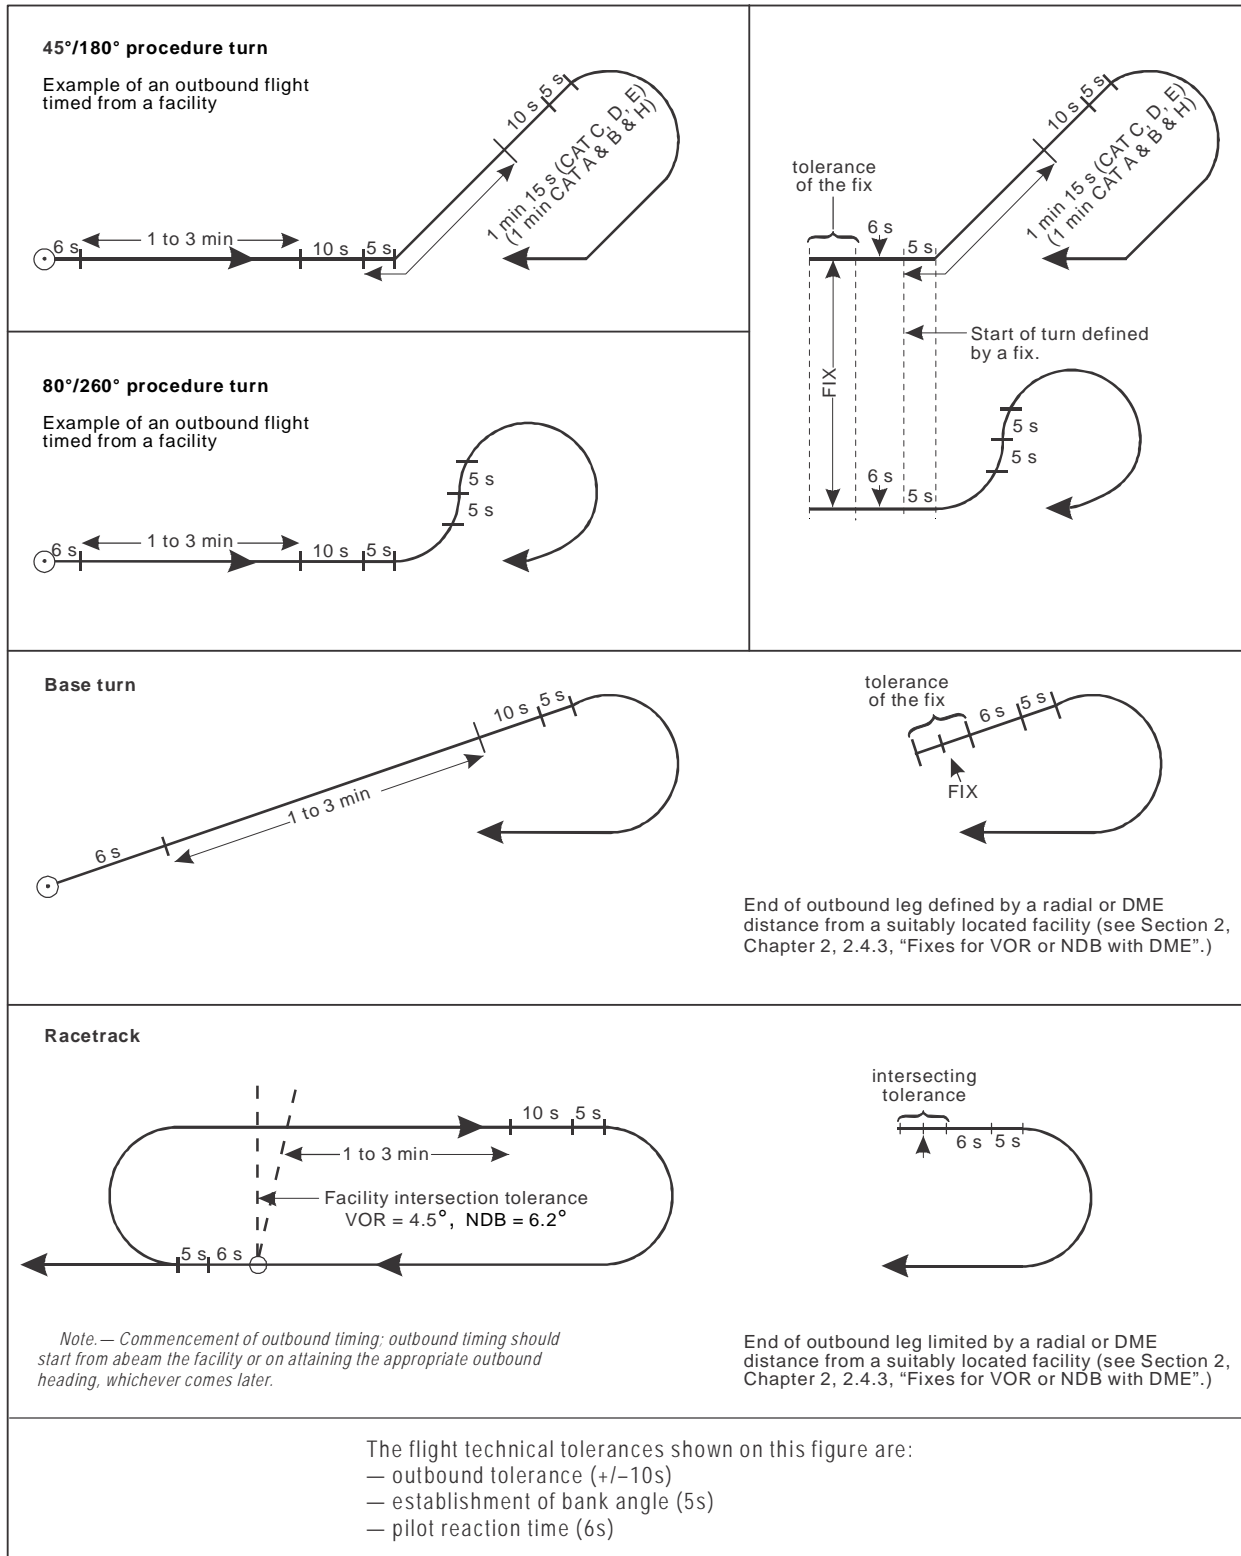 45°/180° procedure turn
Example of an outbound flight
timed from a facility
6 s
1 to 3 min
10 s
5 s
10 s
5 s
1 min 15 s (CAT C, D, E)
(1 min CAT A & B & H)
tolerance
of the fix
6 s
5 s
10 s
5 s
1 min 15 s (CAT C, D, E)
(1 min CAT A & B & H)
FIX
Start of turn defined
by a fix.
6 s
5 s
5 s
5 s
80°/260° procedure turn
Example of an outbound flight
timed from a facility
6 s
1 to 3 min
10 s
5 s
5 s
5 s
Base turn
6 s
1 to 3 min
10 s
5 s
tolerance
of the fix
6 s
5 s
FIX
End of outbound leg defined by a radial or DME
distance from a suitably located facility (see Section 2,
Chapter 2, 2.4.3, “Fixes for VOR or NDB with DME”.)
Racetrack
10 s
5 s
1 to 3 min
Facility intersection tolerance
VOR = 4.5°, NDB = 6.2°
5 s
6 s
intersecting
tolerance
6 s
5 s
Note.— Commencement of outbound timing; outbound timing should
start from abeam the facility or on attaining the appropriate outbound
heading, whichever comes later.
End of outbound leg limited by a radial or DME
distance from a suitably located facility (see Section 2,
Chapter 2, 2.4.3, “Fixes for VOR or NDB with DME”.)
The flight technical tolerances shown on this figure are:
— outbound tolerance (+/–10s)
— establishment of bank angle (5s)
— pilot reaction time (6s)